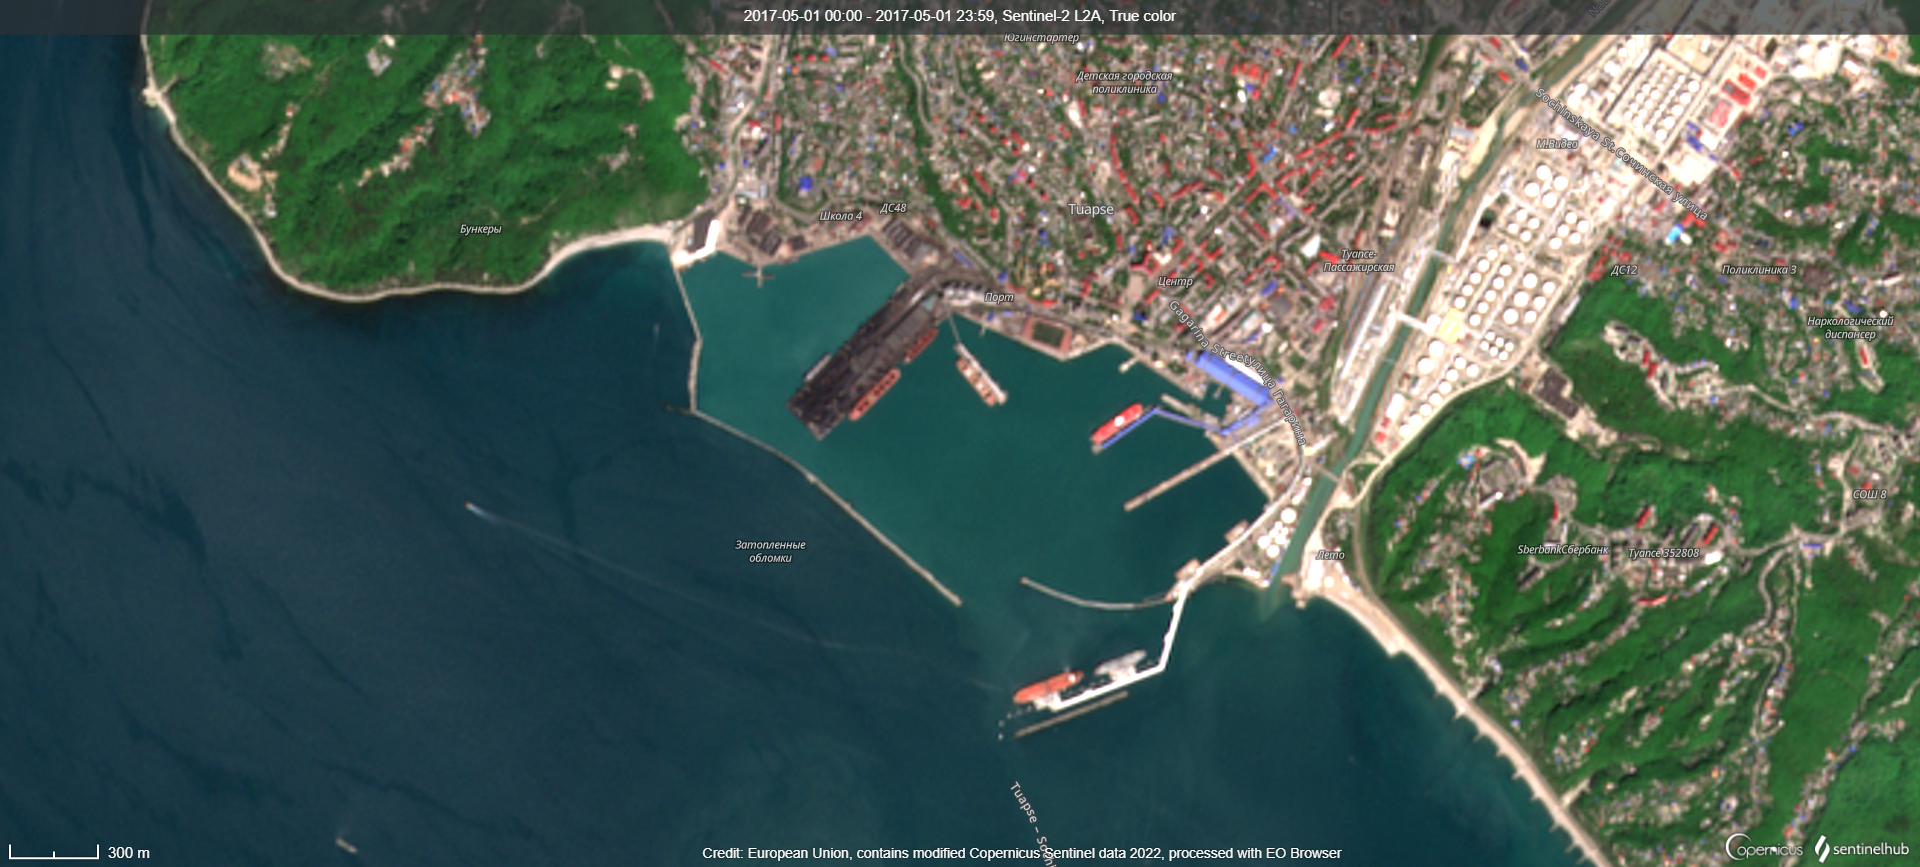 2017-05-01 00:00 - 2017-05-01 23:59, Sentinel-2 L2A, True color
Югинстартер
Детская городская
поликлиника
Sochinskaya St.Сочинская улица
М.Видео
Школа 4
ДС48
Tuapse
Бункеры
Туапсе-
Пассажирская
ДС12
Поликлиника 3
Центр
Порт
Gagarina Streetулица Гагарина
Наркологический
диспансер
СОШ 8
Затопленные
обломки
Лето
SberbankСбербанк
Туапсе 352808
Tuapse – Sochi
300 m
Credit: European Union, contains modified Copernicus Sentinel data 2022, processed with EO Browser
Copernicus
sentinelhub